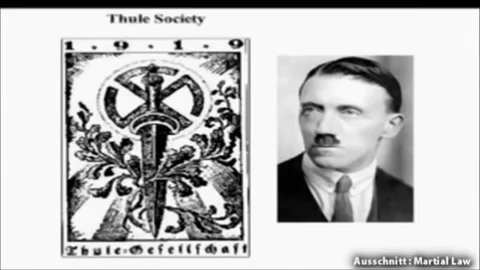 Thule Society
1·9·1·9
Thule-Gesellschaft
Ausschnitt : Martial Law